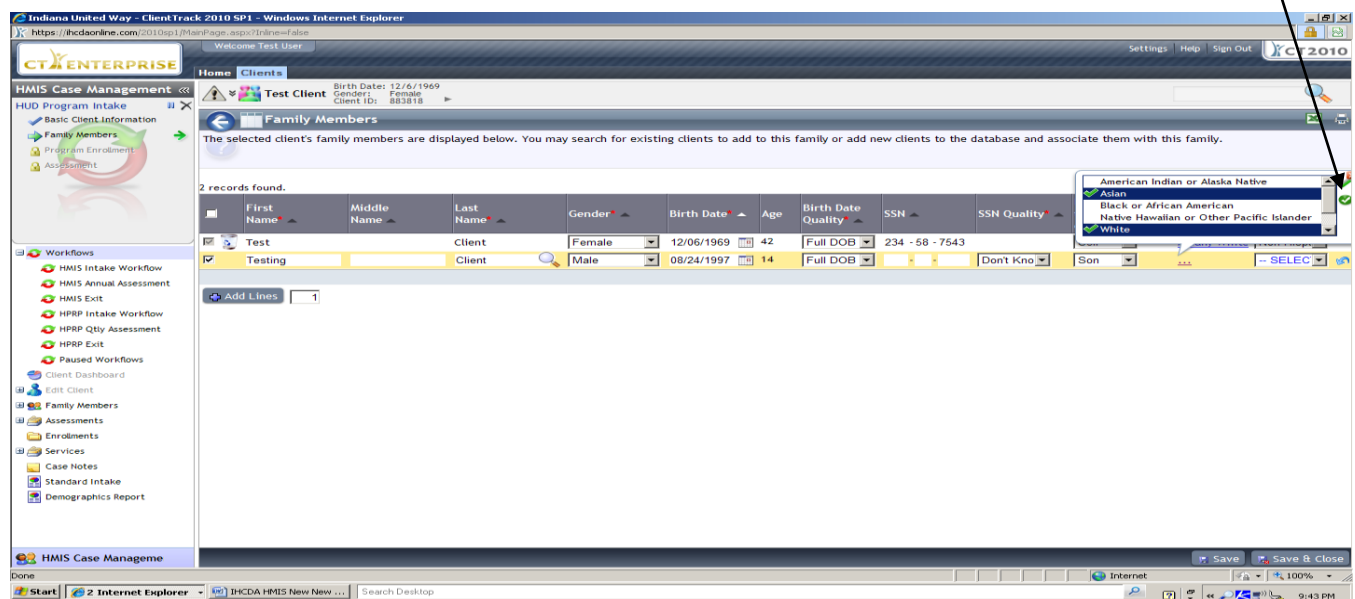 Indiana United Way - ClientTrack 2010 SP1 - Windows Internet Explorer
https://ihcdaonline.com/2010sp1/MainPage.aspx?Inline=false
Welcome Test User
Settings Help Sign Out CT2010
CT ENTERPRISE
Home Clients
HMIS Case Management «
HUD Program Intake
Basic Client Information
Family Members
Program Enrollment
Assessment
Test Client
Birth Date: 12/6/1969
Gender: Female
Client ID: 883818
Family Members
The selected client's family members are displayed below. You may search for existing clients to add to this family or add new clients to the database and associate them with this family.
2 records found.
American Indian or Alaska Native
Asian
Black or African American
Native Hawaiian or Other Pacific Islander
White
First Name* Middle Name Last Name* Gender* Birth Date* Age Birth Date Quality* SSN SSN Quality*
Test Client Female 12/06/1969 42 Full DOB 234 - 58 - 7543
Testing Client Male 08/24/1997 14 Full DOB - - Don't Kno Son ... -- SELEC
Add Lines 1
Workflows
HMIS Intake Workflow
HMIS Annual Assessment
HMIS Exit
HPRP Intake Workflow
HPRP Qtly Assessment
HPRP Exit
Paused Workflows
Client Dashboard
Edit Client
Family Members
Assessments
Enrollments
Services
Case Notes
Standard Intake
Demographics Report
HMIS Case Manageme
Save Save & Close
Done Internet 100%
Start 2 Internet Explorer IHCDA HMIS New New ... Search Desktop « 9:43 PM